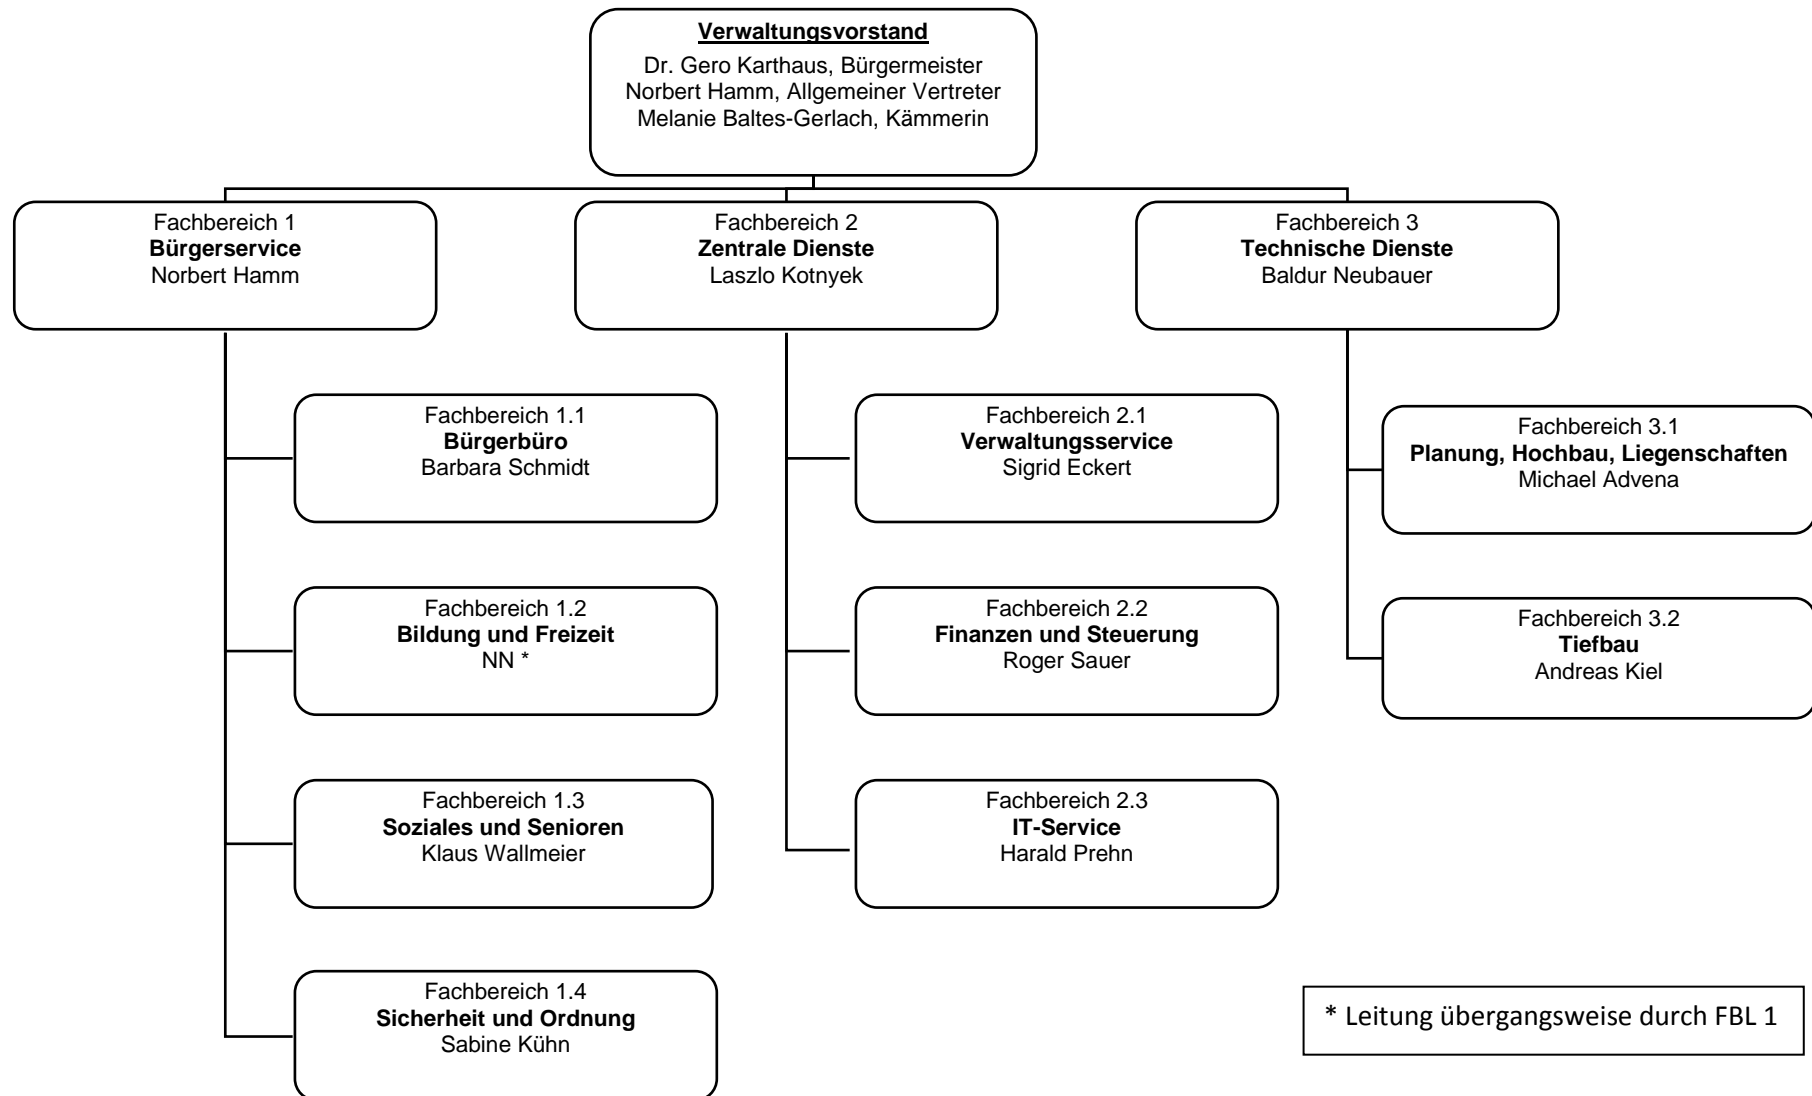 Verwaltungsvorstand
Dr. Gero Karthaus, Bürgermeister
Norbert Hamm, Allgemeiner Vertreter
Melanie Baltes-Gerlach, Kämmerin
Fachbereich 1
Bürgerservice
Norbert Hamm
Fachbereich 2
Zentrale Dienste
Laszlo Kotnyek
Fachbereich 3
Technische Dienste
Baldur Neubauer
Fachbereich 1.1
Bürgerbüro
Barbara Schmidt
Fachbereich 2.1
Verwaltungsservice
Sigrid Eckert
Fachbereich 3.1
Planung, Hochbau, Liegenschaften
Michael Advena
Fachbereich 1.2
Bildung und Freizeit
NN *
Fachbereich 2.2
Finanzen und Steuerung
Roger Sauer
Fachbereich 3.2
Tiefbau
Andreas Kiel
Fachbereich 1.3
Soziales und Senioren
Klaus Wallmeier
Fachbereich 2.3
IT-Service
Harald Prehn
Fachbereich 1.4
Sicherheit und Ordnung
Sabine Kühn
* Leitung übergangsweise durch FBL 1